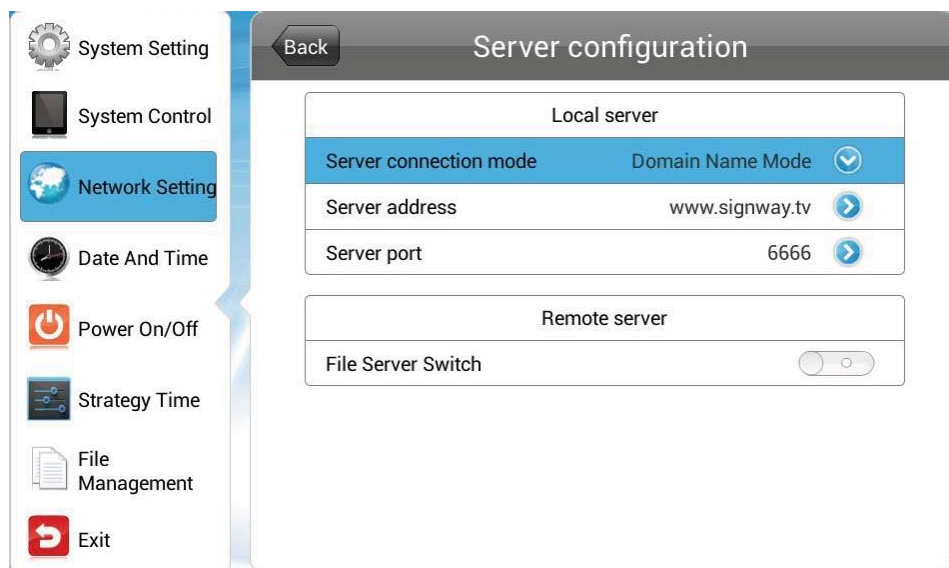 System Setting
System Control
Network Setting
Date And Time
Power On/Off
Strategy Time
File
Management
Exit
Back
Server configuration
Local server
Server connection mode Domain Name Mode
Server address www.signway.tv
Server port 6666
Remote server
File Server Switch